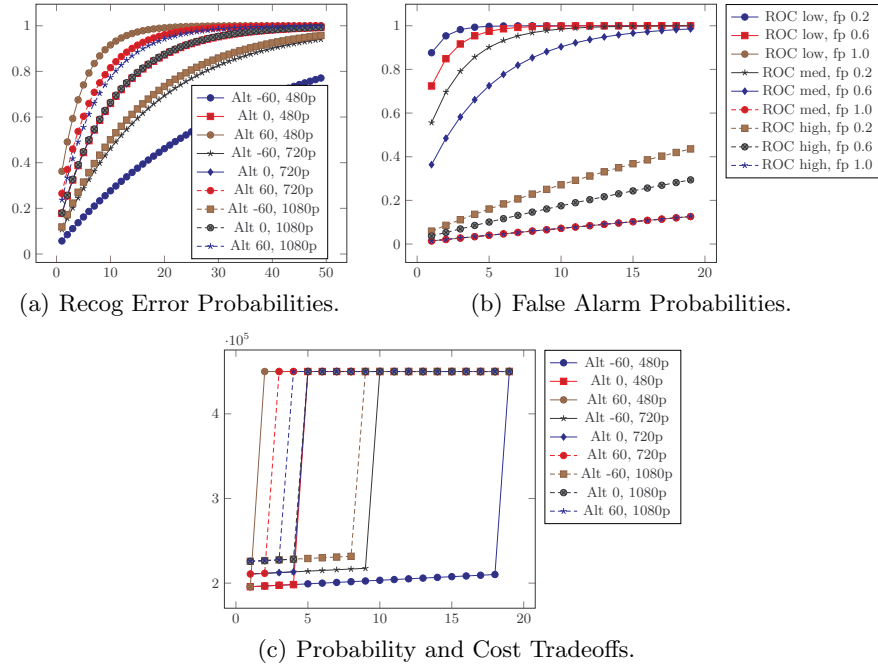 1
0.8
0.6
0.4
0.2
0
0
10
20
30
40
50
Alt -60, 480p
Alt 0, 480p
Alt 60, 480p
Alt -60, 720p
Alt 0, 720p
Alt 60, 720p
Alt -60, 1080p
Alt 0, 1080p
Alt 60, 1080p
(a) Recog Error Probabilities.
1
0.8
0.6
0.4
0.2
0
0
5
10
15
20
ROC low, fp 0.2
ROC low, fp 0.6
ROC low, fp 1.0
ROC med, fp 0.2
ROC med, fp 0.6
ROC med, fp 1.0
ROC high, fp 0.2
ROC high, fp 0.6
ROC high, fp 1.0
(b) False Alarm Probabilities.
·10⁵
4
3
2
0
5
10
15
20
Alt -60, 480p
Alt 0, 480p
Alt 60, 480p
Alt -60, 720p
Alt 0, 720p
Alt 60, 720p
Alt -60, 1080p
Alt 0, 1080p
Alt 60, 1080p
(c) Probability and Cost Tradeoffs.